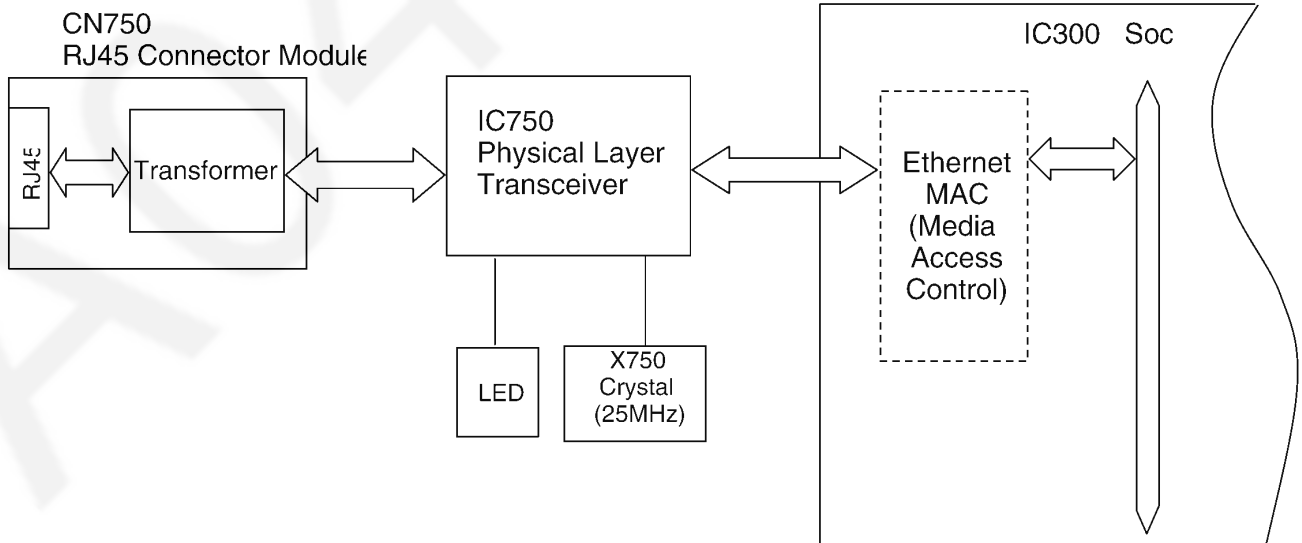 CN750
RJ45 Connector Module
RJ45
Transformer
IC750
Physical Layer
Transceiver
LED
X750
Crystal
(25MHz)
IC300 Soc
Ethernet
MAC
(Media
Access
Control)